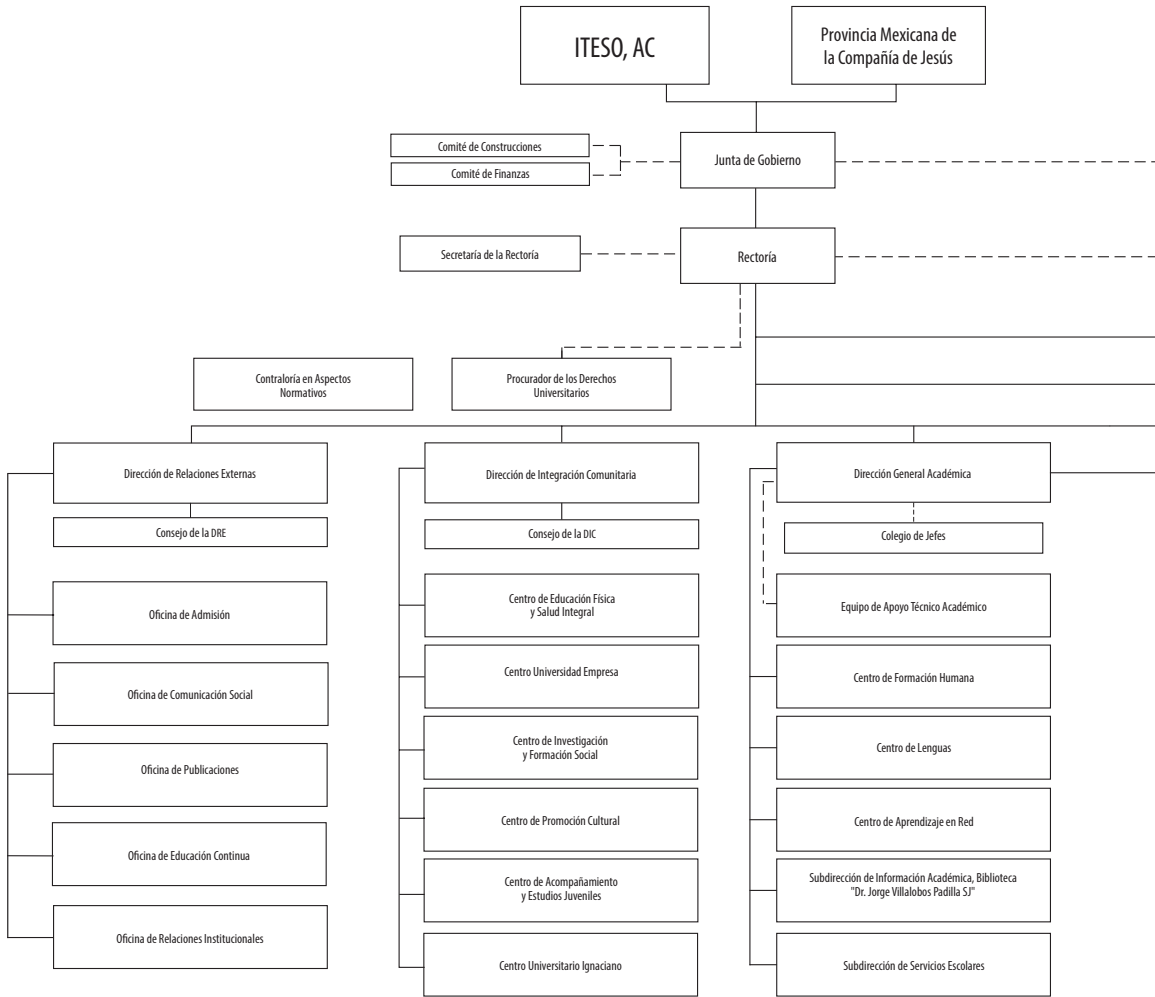 ITESO, AC
Provincia Mexicana de
la Compañía de Jesús
Comité de Construcciones
Comité de Finanzas
Junta de Gobierno
Secretaría de la Rectoría
Rectoría
Contraloría en Aspectos
Normativos
Procurador de los Derechos
Universitarios
Dirección de Relaciones Externas
Consejo de la DRE
Oficina de Admisión
Oficina de Comunicación Social
Oficina de Publicaciones
Oficina de Educación Continua
Oficina de Relaciones Institucionales
Dirección de Integración Comunitaria
Consejo de la DIC
Centro de Educación Física
y Salud Integral
Centro Universidad Empresa
Centro de Investigación
y Formación Social
Centro de Promoción Cultural
Centro de Acompañamiento
y Estudios Juveniles
Centro Universitario Ignaciano
Dirección General Académica
Colegio de Jefes
Equipo de Apoyo Técnico Académico
Centro de Formación Humana
Centro de Lenguas
Centro de Aprendizaje en Red
Subdirección de Información Académica, Biblioteca
"Dr. Jorge Villalobos Padilla SJ"
Subdirección de Servicios Escolares